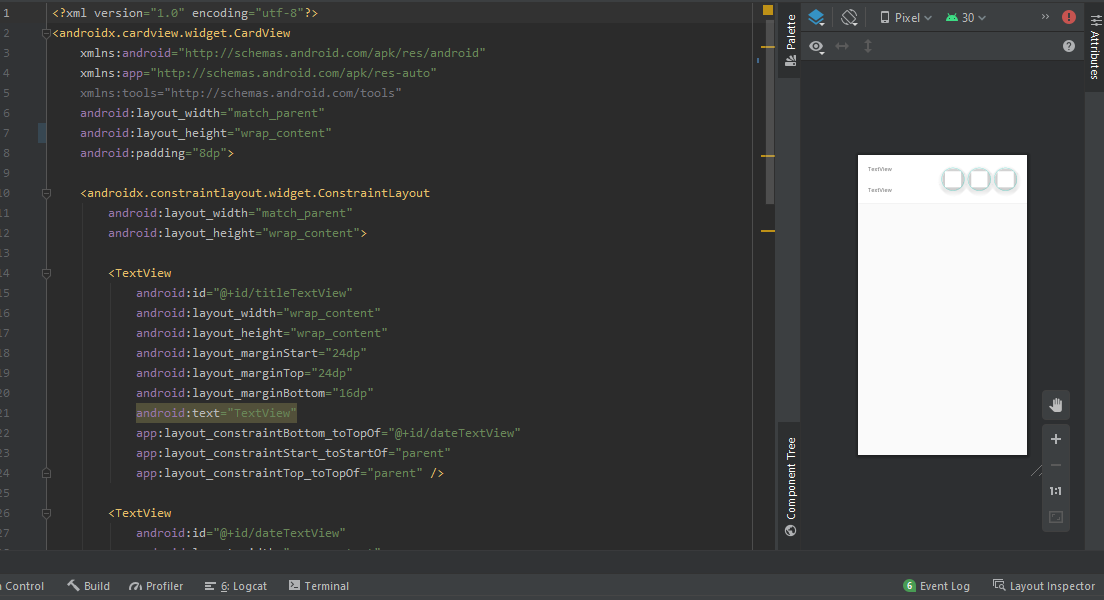 1 <?xml version="1.0" encoding="utf-8"?>
2 <androidx.cardview.widget.CardView
3 xmlns:android="http://schemas.android.com/apk/res/android"
4 xmlns:app="http://schemas.android.com/apk/res-auto"
5 xmlns:tools="http://schemas.android.com/tools"
6 android:layout_width="match_parent"
7 android:layout_height="wrap_content"
8 android:padding="8dp">
9
10 <androidx.constraintlayout.widget.ConstraintLayout
11 android:layout_width="match_parent"
12 android:layout_height="wrap_content">
13
14 <TextView
15 android:id="@+id/titleTextView"
16 android:layout_width="wrap_content"
17 android:layout_height="wrap_content"
18 android:layout_marginStart="24dp"
19 android:layout_marginTop="24dp"
20 android:layout_marginBottom="16dp"
21 android:text="TextView"
22 app:layout_constraintBottom_toTopOf="@+id/dateTextView"
23 app:layout_constraintStart_toStartOf="parent"
24 app:layout_constraintTop_toTopOf="parent" />
25
26 <TextView
27 android:id="@+id/dateTextView"
Palette
Component Tree
Pixel 30 »
Attributes
TextView
TextView
1:1
Control Build Profiler 6: Logcat Terminal 6 Event Log Layout Inspector